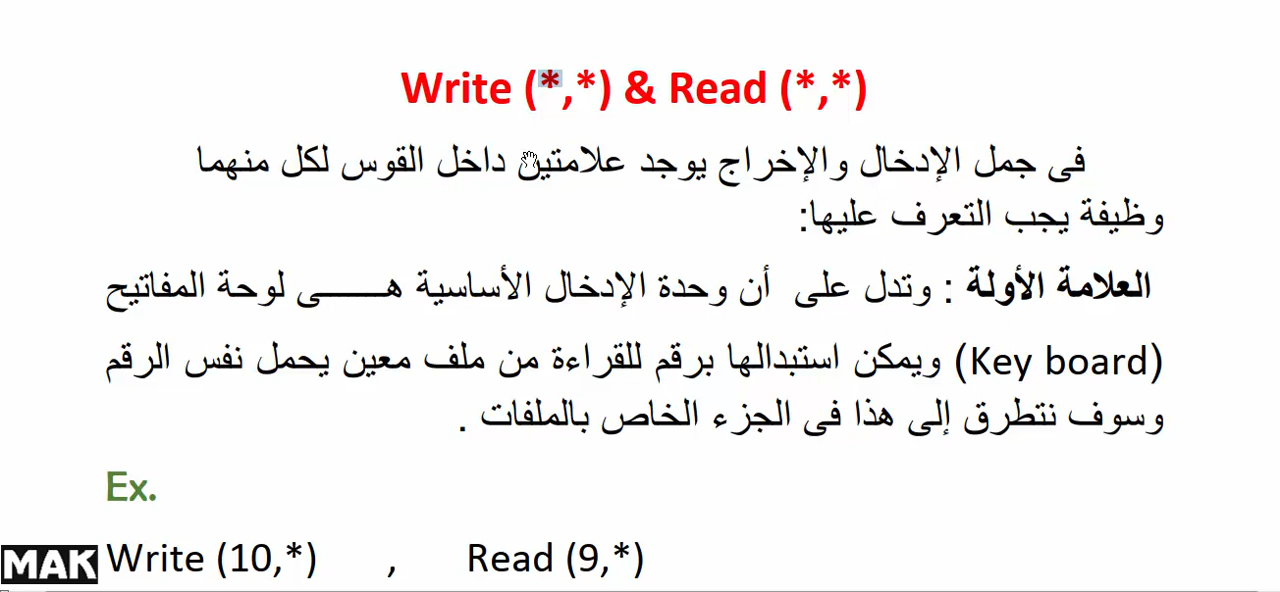 Write (*,*) & Read (*,*)
فى جمل الإدخال والإخراج يوجد علامتين داخل القوس لكل منهما
وظيفة يجب التعرف عليها:
العلامة الأولة : وتدل على أن وحدة الإدخال الأساسية هــــى لوحة المفاتيح
(Key board) ويمكن استبدالها برقم للقراءة من ملف معين يحمل نفس الرقم
وسوف نتطرق إلى هذا فى الجزء الخاص بالملفات .
Ex.
Write (10,*) , Read (9,*)
MAK